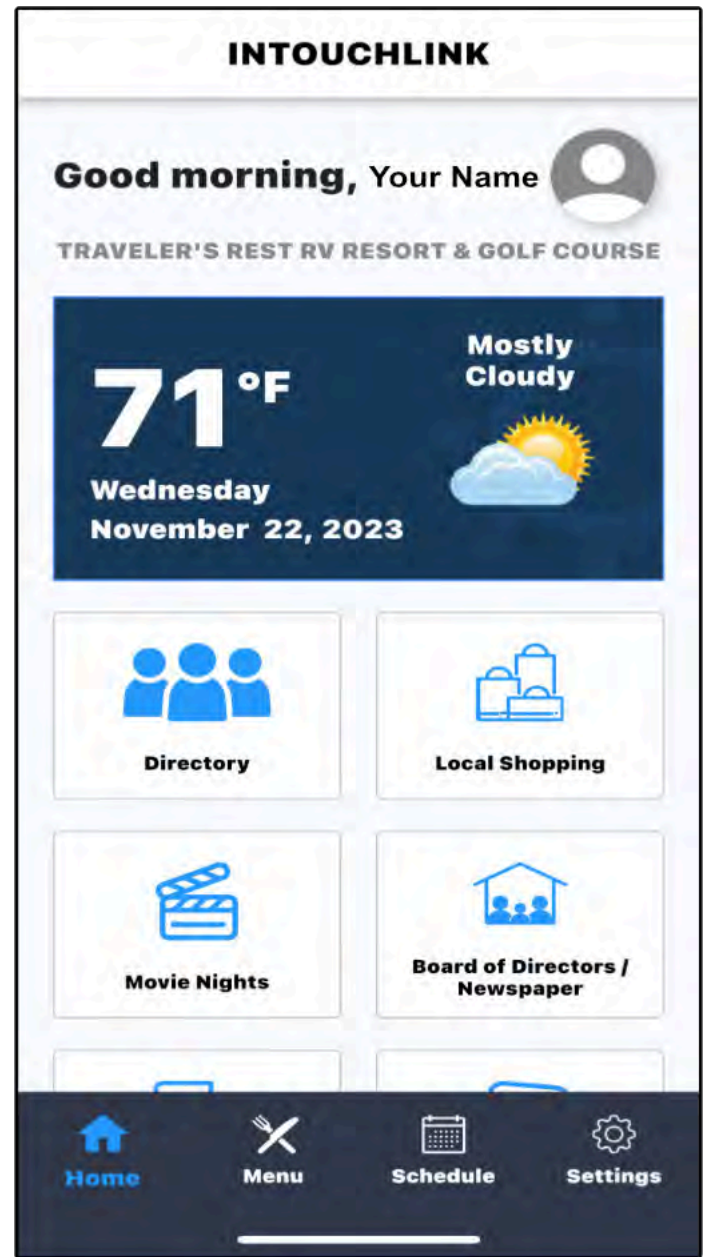 INTOUCHLINK
Good morning, Your Name
TRAVELER'S REST RV RESORT & GOLF COURSE
71°F
Mostly
Cloudy
Wednesday
November 22, 2023
Directory
Local Shopping
Movie Nights
Board of Directors /
Newspaper
Home
Menu
Schedule
Settings